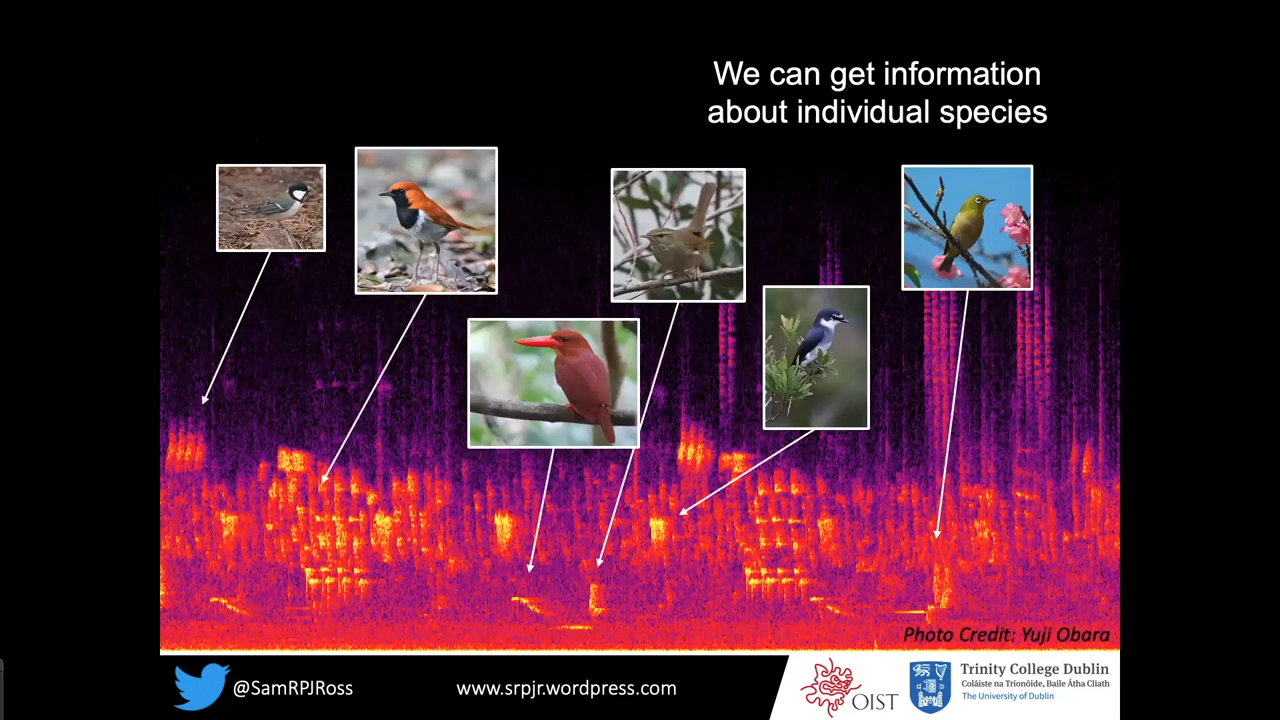 We can get information
about individual species
Photo Credit: Yuji Obara
@SamRPJRoss
www.srpjr.wordpress.com
OIST
Trinity College Dublin
Coláiste na Tríonóide, Baile Átha Cliath
The University of Dublin